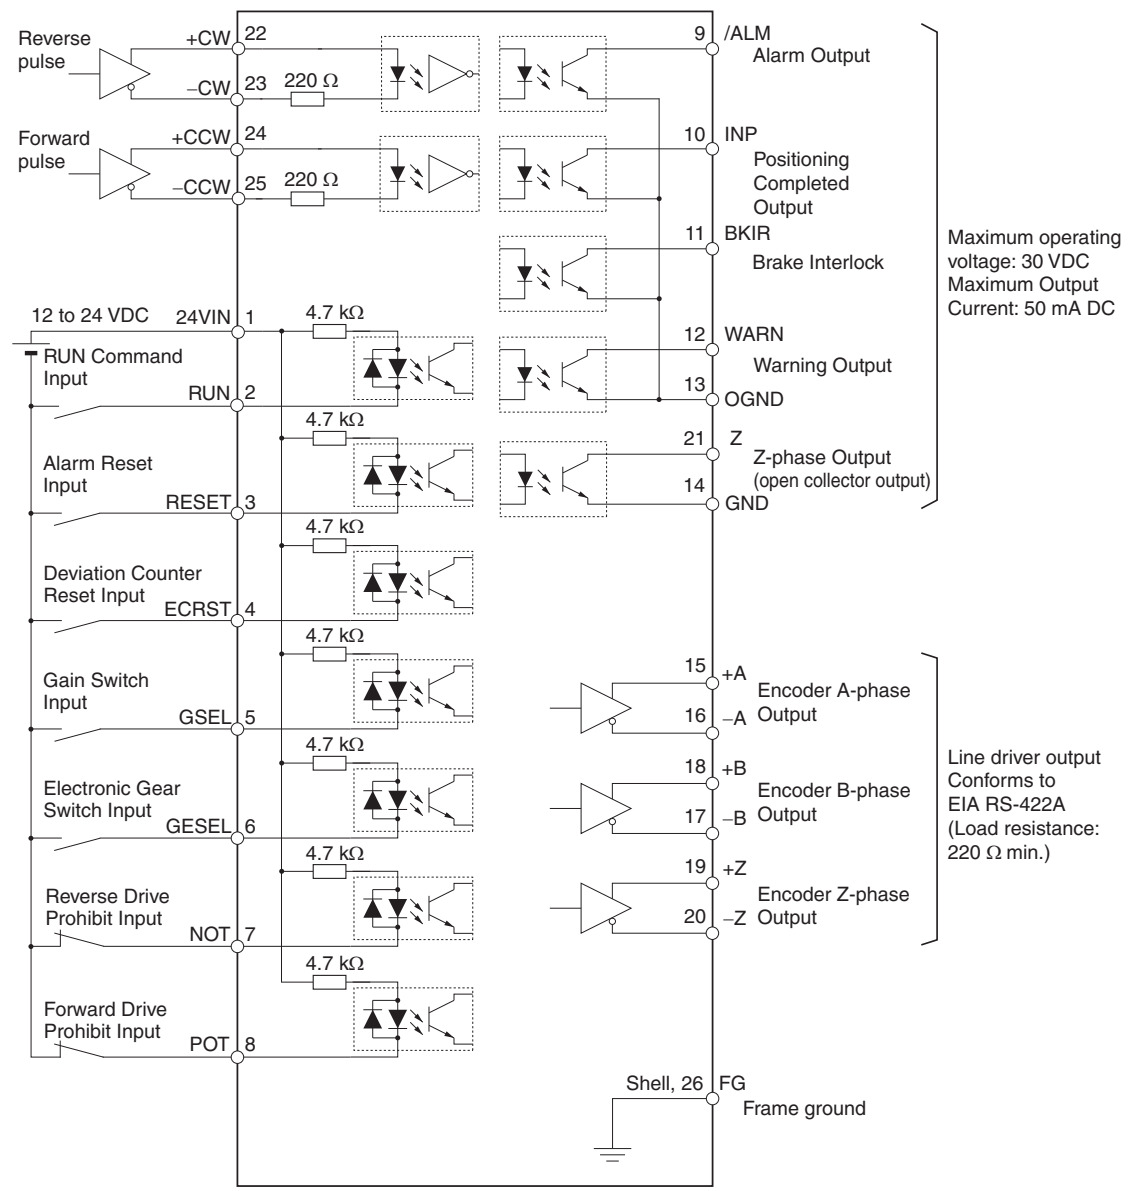 Reverse
pulse
+CW
22
−CW
23
220 Ω
Forward
pulse
+CCW
24
−CCW
25
220 Ω
12 to 24 VDC
24VIN
1
4.7 kΩ
RUN Command
Input
RUN
2
4.7 kΩ
Alarm Reset
Input
RESET
3
4.7 kΩ
Deviation Counter
Reset Input
ECRST
4
4.7 kΩ
Gain Switch
Input
GSEL
5
4.7 kΩ
Electronic Gear
Switch Input
GESEL
6
4.7 kΩ
Reverse Drive
Prohibit Input
NOT
7
4.7 kΩ
Forward Drive
Prohibit Input
POT
8
9
/ALM
Alarm Output
10
INP
Positioning
Completed
Output
11
BKIR
Brake Interlock
12
WARN
Warning Output
13
OGND
21
Z
Z-phase Output
(open collector output)
14
GND
Maximum operating
voltage: 30 VDC
Maximum Output
Current: 50 mA DC
15
+A
Encoder A-phase
Output
16
−A
18
+B
Encoder B-phase
Output
17
−B
19
+Z
Encoder Z-phase
Output
20
−Z
Line driver output
Conforms to
EIA RS-422A
(Load resistance:
220 Ω min.)
Shell, 26
FG
Frame ground